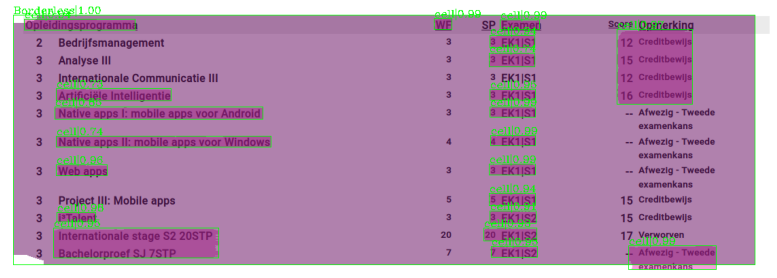 Borderless|1.00
Opleidingsprogramma WF SP Examen Score Opmerking
2 Bedrijfsmanagement 3 3 EK1|S1 12 Creditbewijs
3 Analyse III 3 3 EK1|S1 15 Creditbewijs
3 Internationale Communicatie III 3 3 EK1|S1 12 Creditbewijs
3 Artificiële Intelligentie 3 3 EK1|S1 16 Creditbewijs
3 Native apps I: mobile apps voor Android 3 3 EK1|S1 -- Afwezig - Tweede
examenkans
3 Native apps II: mobile apps voor Windows 4 4 EK1|S1 -- Afwezig - Tweede
examenkans
3 Web apps 3 3 EK1|S1 -- Afwezig - Tweede
examenkans
3 Project III: Mobile apps 5 5 EK1|S1 15 Creditbewijs
3 3 3 EK1|S2 15 Creditbewijs
3 Internationale stage S2 20STP 20 20 EK1|S2 17 Verworven
3 Bachelorproef SJ 7STP 7 7 EK1|S2 -- Afwezig - Tweede
examenkans